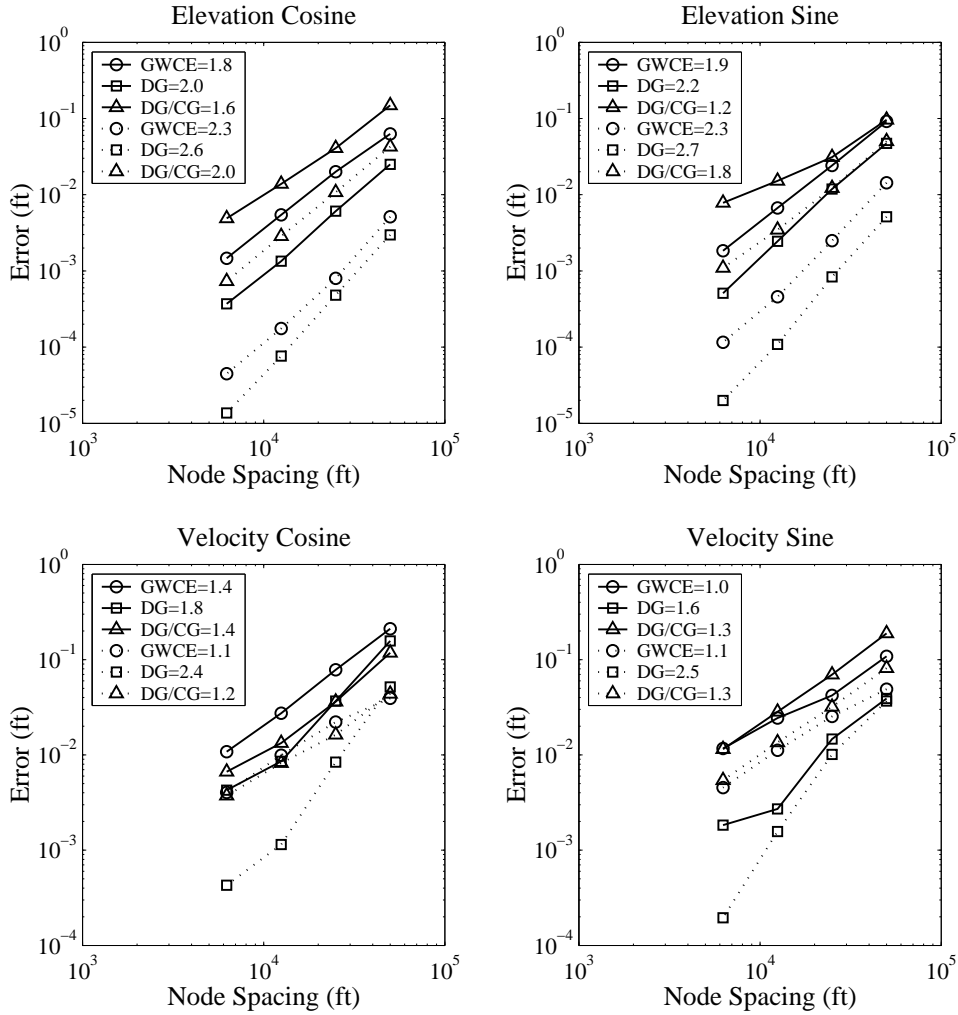 Elevation Cosine
10^0
10^-1
10^-2
10^-3
10^-4
10^-5
Error (ft)
GWCE=1.8
DG=2.0
DG/CG=1.6
GWCE=2.3
DG=2.6
DG/CG=2.0
10^3
10^4
10^5
Node Spacing (ft)
Elevation Sine
10^0
10^-1
10^-2
10^-3
10^-4
10^-5
Error (ft)
GWCE=1.9
DG=2.2
DG/CG=1.2
GWCE=2.3
DG=2.7
DG/CG=1.8
10^3
10^4
10^5
Node Spacing (ft)
Velocity Cosine
10^0
10^-1
10^-2
10^-3
10^-4
Error (ft)
GWCE=1.4
DG=1.8
DG/CG=1.4
GWCE=1.1
DG=2.4
DG/CG=1.2
10^3
10^4
10^5
Node Spacing (ft)
Velocity Sine
10^0
10^-1
10^-2
10^-3
10^-4
Error (ft)
GWCE=1.0
DG=1.6
DG/CG=1.3
GWCE=1.1
DG=2.5
DG/CG=1.3
10^3
10^4
10^5
Node Spacing (ft)